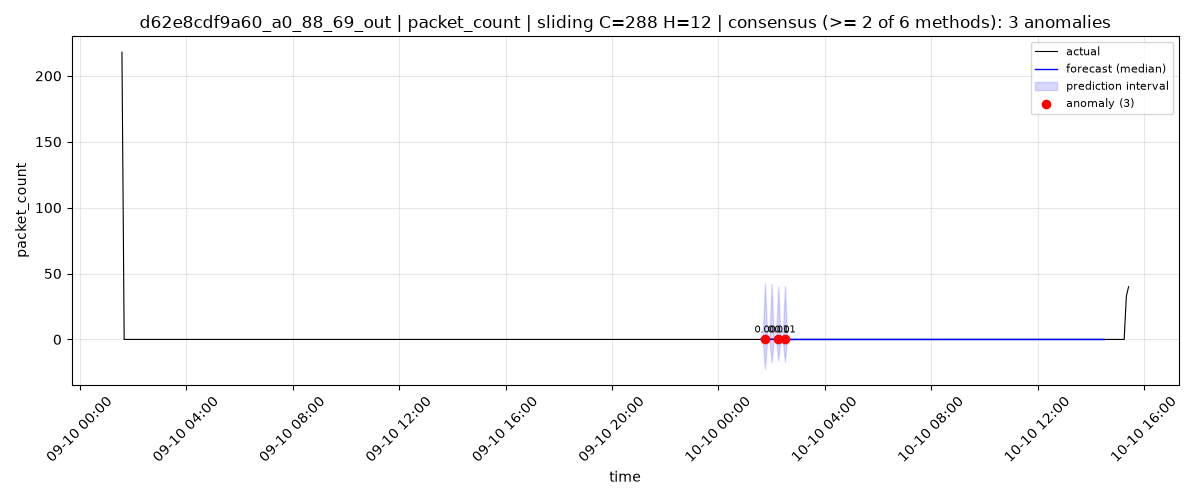 d62e8cdf9a60_a0_88_69_out | packet_count | sliding C=288 H=12 | consensus (>= 2 of 6 methods): 3 anomalies
actual
forecast (median)
prediction interval
anomaly (3)
200
150
100
50
0
packet_count
09-10 00:00
09-10 04:00
09-10 08:00
09-10 12:00
09-10 16:00
09-10 20:00
10-10 00:00
10-10 04:00
10-10 08:00
10-10 12:00
10-10 16:00
time